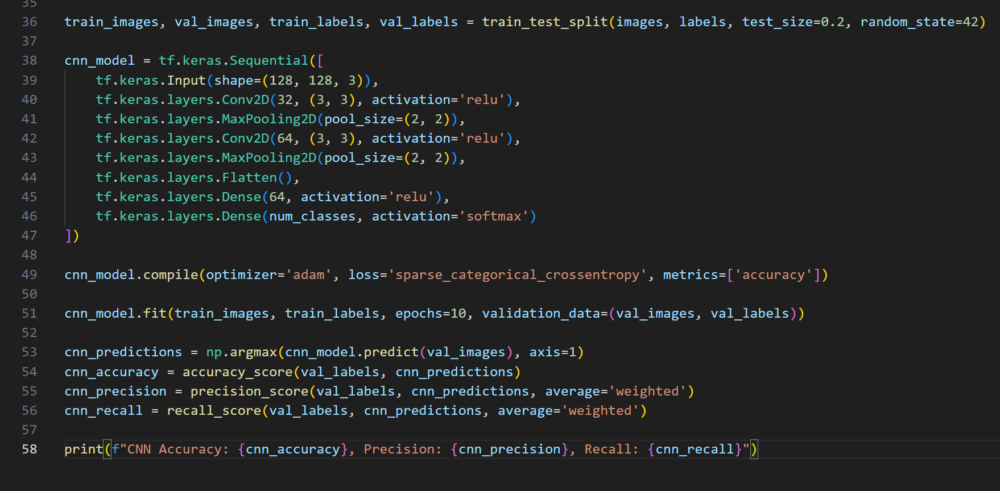 35
36 train_images, val_images, train_labels, val_labels = train_test_split(images, labels, test_size=0.2, random_state=42)
37
38 cnn_model = tf.keras.Sequential([
39     tf.keras.Input(shape=(128, 128, 3)),
40     tf.keras.layers.Conv2D(32, (3, 3), activation='relu'),
41     tf.keras.layers.MaxPooling2D(pool_size=(2, 2)),
42     tf.keras.layers.Conv2D(64, (3, 3), activation='relu'),
43     tf.keras.layers.MaxPooling2D(pool_size=(2, 2)),
44     tf.keras.layers.Flatten(),
45     tf.keras.layers.Dense(64, activation='relu'),
46     tf.keras.layers.Dense(num_classes, activation='softmax')
47 ])
48
49 cnn_model.compile(optimizer='adam', loss='sparse_categorical_crossentropy', metrics=['accuracy'])
50
51 cnn_model.fit(train_images, train_labels, epochs=10, validation_data=(val_images, val_labels))
52
53 cnn_predictions = np.argmax(cnn_model.predict(val_images), axis=1)
54 cnn_accuracy = accuracy_score(val_labels, cnn_predictions)
55 cnn_precision = precision_score(val_labels, cnn_predictions, average='weighted')
56 cnn_recall = recall_score(val_labels, cnn_predictions, average='weighted')
57
58 print(f"CNN Accuracy: {cnn_accuracy}, Precision: {cnn_precision}, Recall: {cnn_recall}")